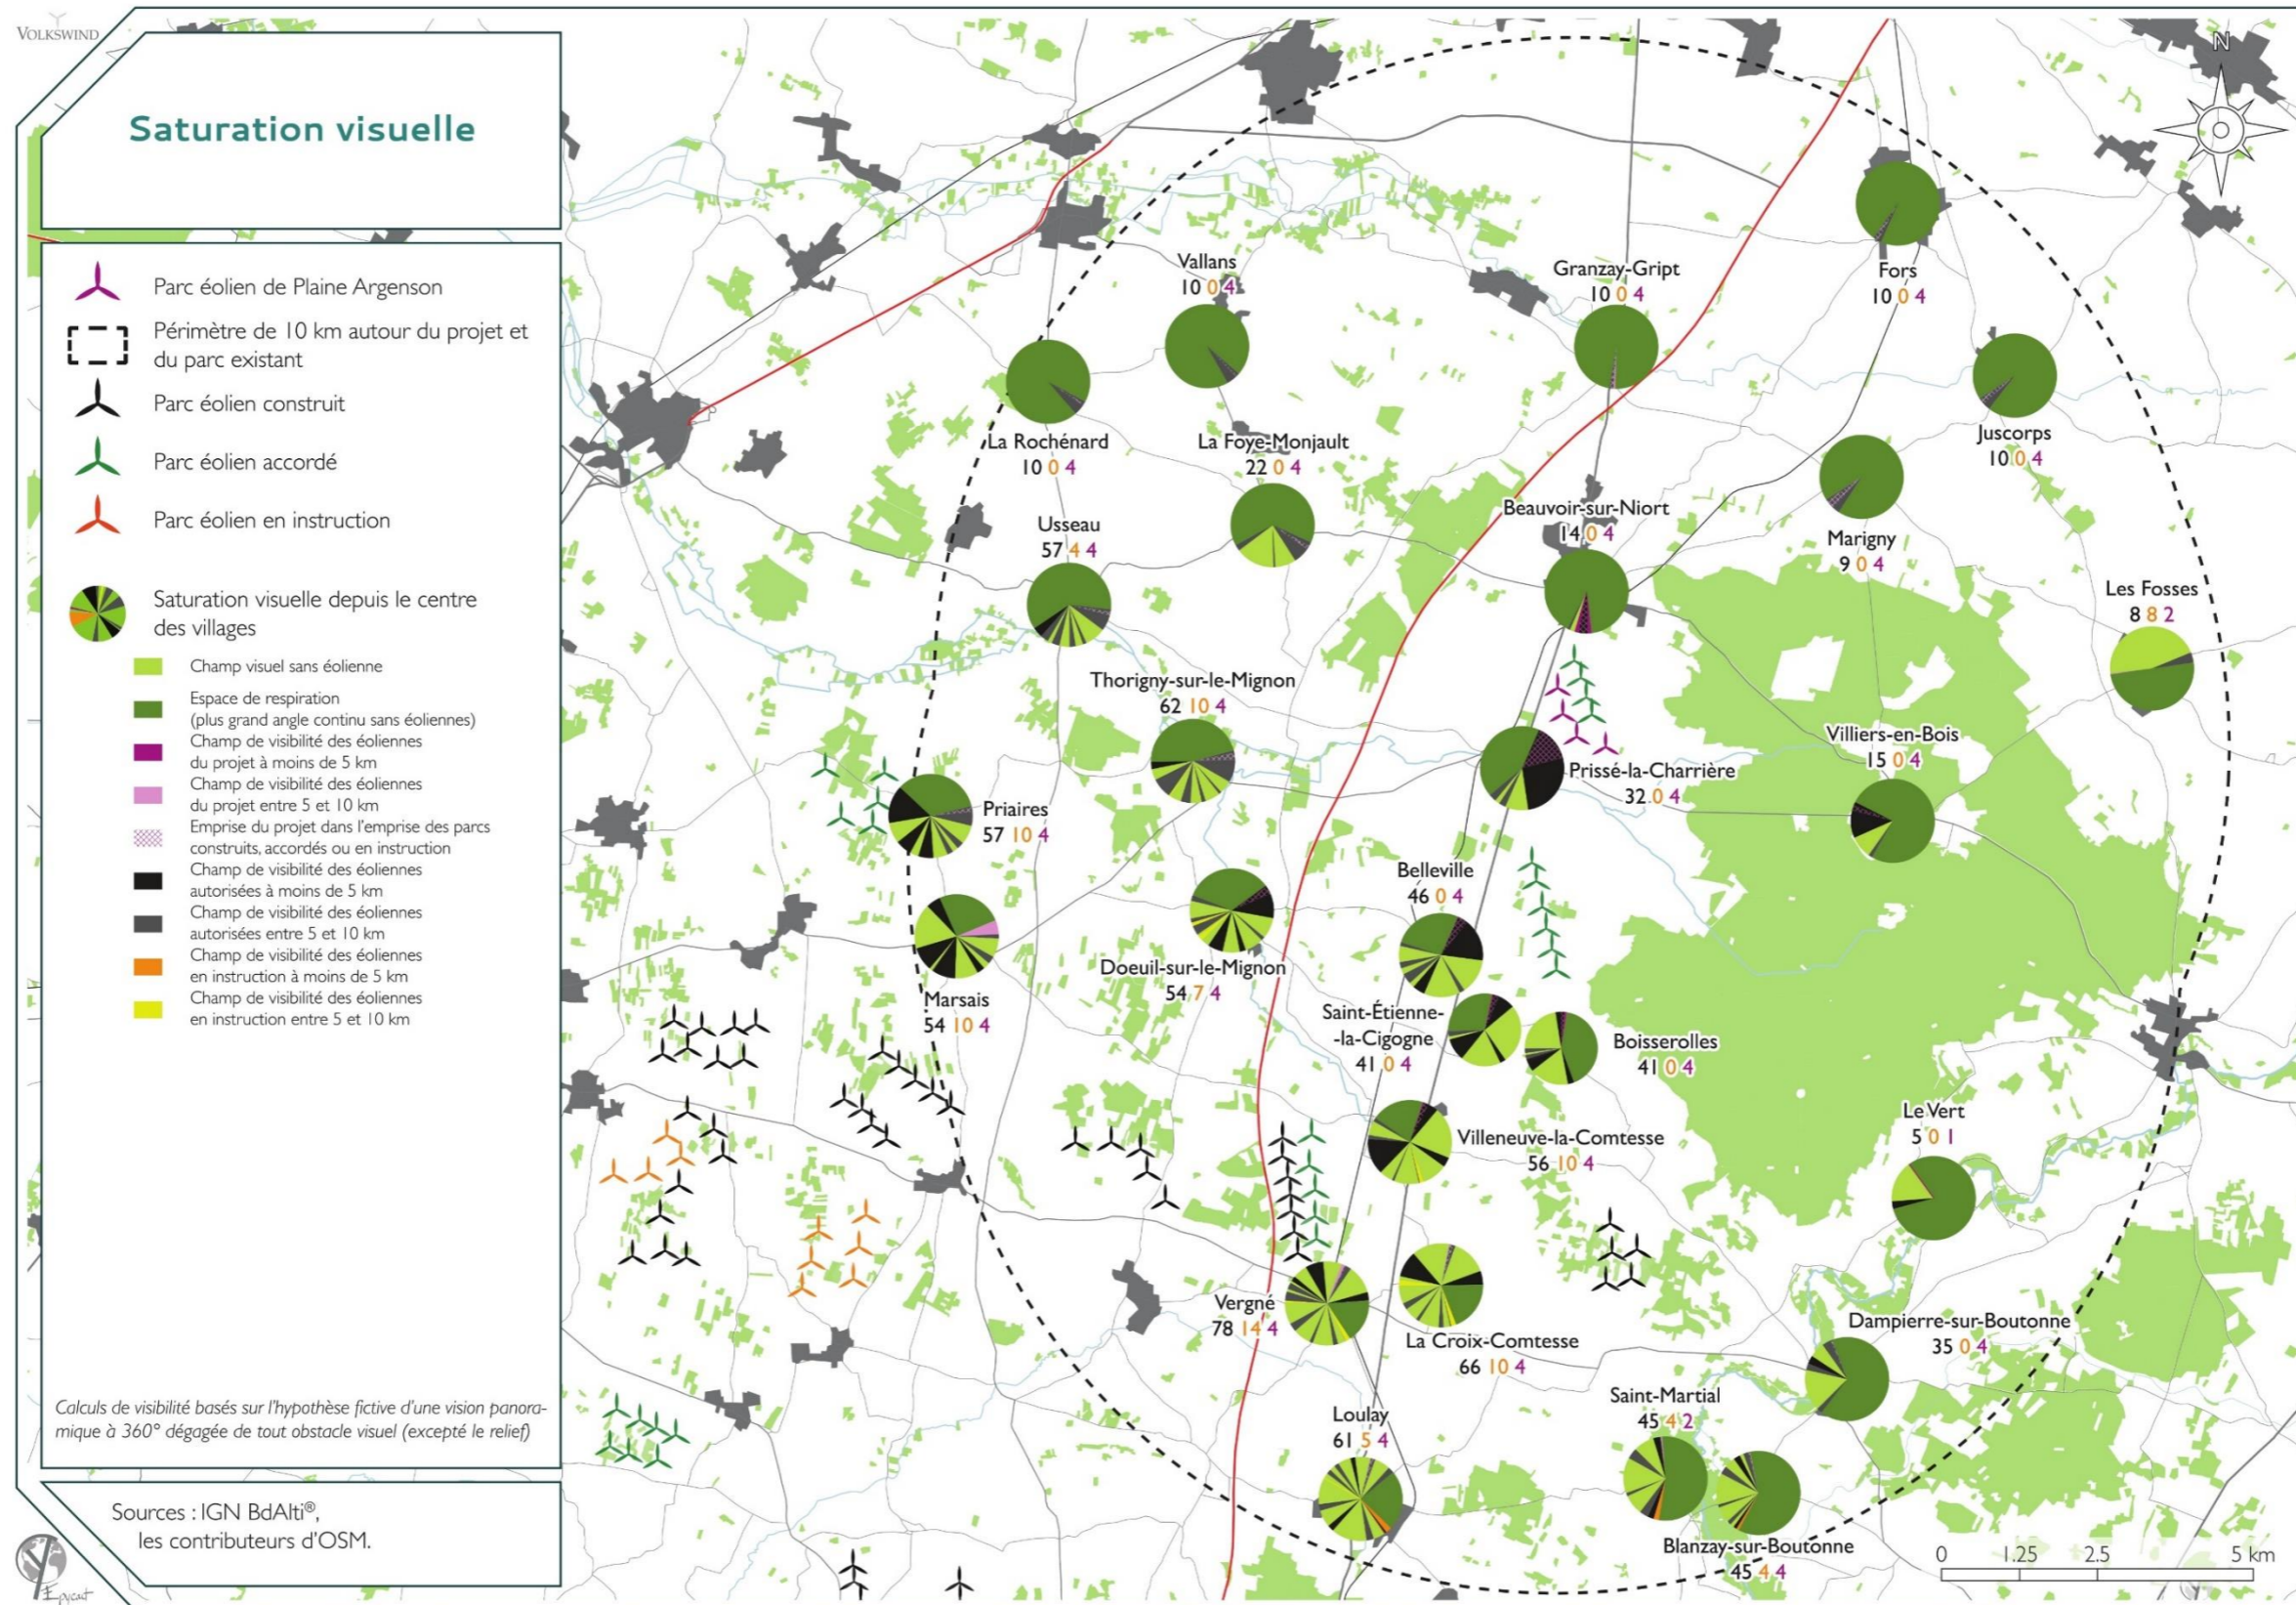 VOLKSWIND
Saturation visuelle
Parc éolien de Plaine Argenson
Périmètre de 10 km autour du projet et
du parc existant
Parc éolien construit
Parc éolien accordé
Parc éolien en instruction
Saturation visuelle depuis le centre
des villages
Champ visuel sans éolienne
Espace de respiration
(plus grand angle continu sans éoliennes)
Champ de visibilité des éoliennes
du projet à moins de 5 km
Champ de visibilité des éoliennes
du projet entre 5 et 10 km
Emprise du projet dans l'emprise des parcs
construits, accordés ou en instruction
Champ de visibilité des éoliennes
autorisées à moins de 5 km
Champ de visibilité des éoliennes
autorisées entre 5 et 10 km
Champ de visibilité des éoliennes
en instruction à moins de 5 km
Champ de visibilité des éoliennes
en instruction entre 5 et 10 km
Calculs de visibilité basés sur l'hypothèse fictive d'une vision panora-
mique à 360° dégagée de tout obstacle visuel (excepté le relief)
Sources : IGN BdAlti®,
les contributeurs d'OSM.
Epycart
N
Vallans
10 0 4
Granzay-Gript
10 0 4
Fors
10 0 4
La Rochénard
10 0 4
La Foye-Monjault
22 0 4
Juscorps
10 0 4
Usseau
57 4 4
Beauvoir-sur-Niort
14 0 4
Marigny
9 0 4
Les Fosses
8 8 2
Thorigny-sur-le-Mignon
62 10 4
Villiers-en-Bois
15 0 4
Prissé-la-Charrière
32 0 4
Priaires
57 10 4
Belleville
46 0 4
Doeuil-sur-le-Mignon
54 7 4
Marsais
54 10 4
Saint-Étienne-
-la-Cigogne
41 0 4
Boisserolles
41 0 4
Le Vert
5 0 1
Villeneuve-la-Comtesse
56 10 4
Vergné
78 14 4
La Croix-Comtesse
66 10 4
Dampierre-sur-Boutonne
35 0 4
Saint-Martial
45 4 2
Loulay
61 5 4
Blanzay-sur-Boutonne
45 4 4
0 1.25 2.5 5 km